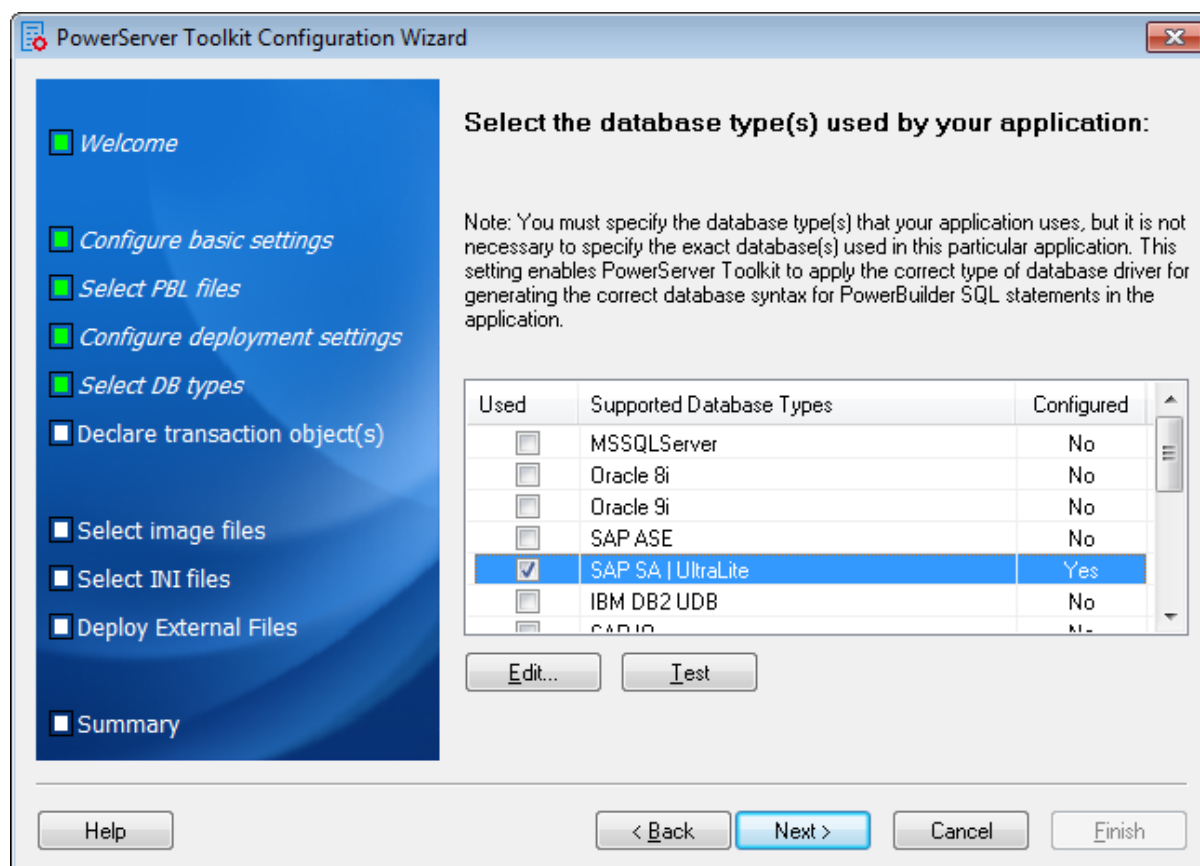 PowerServer Toolkit Configuration Wizard
Welcome
Configure basic settings
Select PBL files
Configure deployment settings
Select DB types
Declare transaction object(s)
Select image files
Select INI files
Deploy External Files
Summary
Select the database type(s) used by your application:
Note: You must specify the database type(s) that your application uses, but it is not
necessary to specify the exact database(s) used in this particular application. This
setting enables PowerServer Toolkit to apply the correct type of database driver for
generating the correct database syntax for PowerBuilder SQL statements in the
application.
Used Supported Database Types Configured
MSSQLServer No
Oracle 8i No
Oracle 9i No
SAP ASE No
SAP SA | UltraLite Yes
IBM DB2 UDB No
SAP IQ No
Edit... Test
Help < Back Next > Cancel Finish